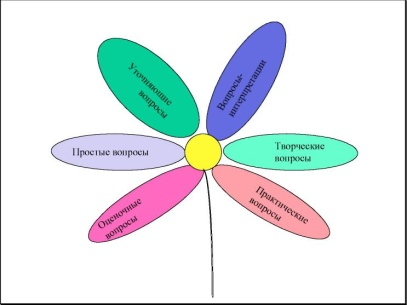 Уточняющие
вопросы
Вопросы-
интерпретации
Простые вопросы
Творческие
вопросы
Оценочные
вопросы
Практические
вопросы